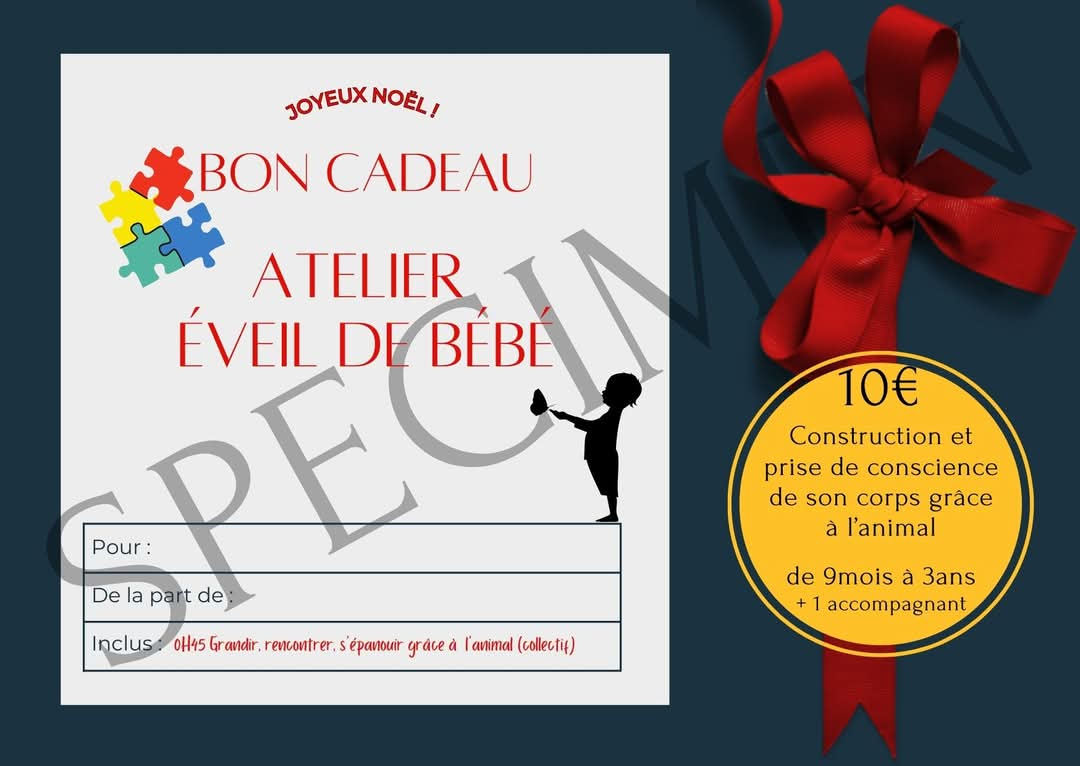 JOYEUX NOËL !
BON CADEAU
ATELIER
ÉVEIL DE BÉBÉ
SPECIMEN
10€
Construction et
prise de conscience
de son corps grâce
à l'animal
de 9mois à 3ans
+ 1 accompagnant
Pour :
De la part de :
Inclus : 0H45 Grandir, rencontrer, s'épanouir grâce à l'animal (collectif)